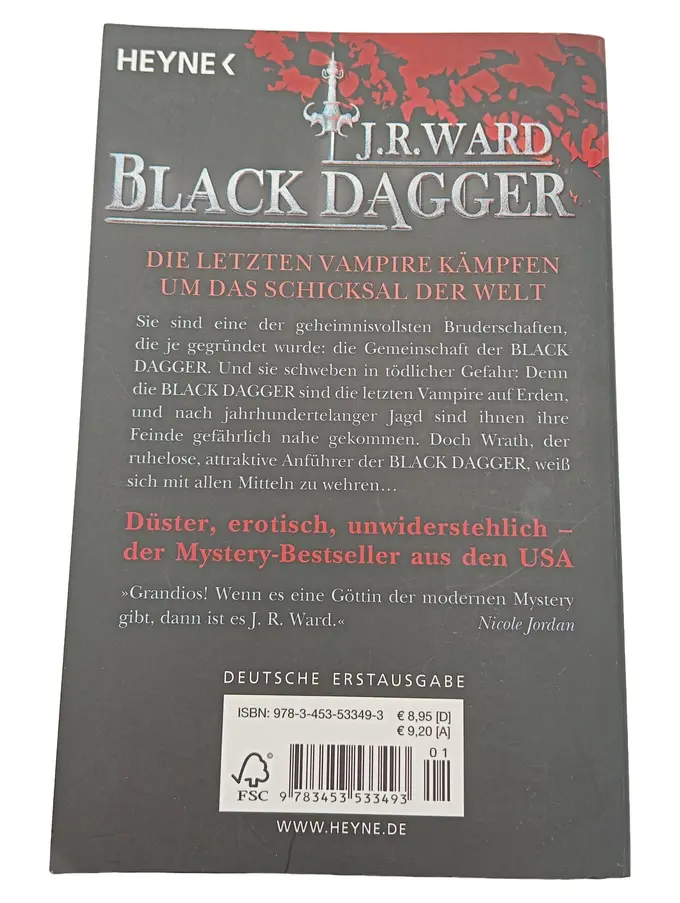 HEYNE<
J.R.WARD
BLACK DAGGER
DIE LETZTEN VAMPIRE KÄMPFEN
UM DAS SCHICKSAL DER WELT
Sie sind eine der geheimnisvollsten Bruderschaften,
die je gegründet wurde: die Gemeinschaft der BLACK
DAGGER. Und sie schweben in tödlicher Gefahr: Denn
die BLACK DAGGER sind die letzten Vampire auf Erden,
und nach jahrhundertelanger Jagd sind ihnen ihre
Feinde gefährlich nahe gekommen. Doch Wrath, der
ruhelose, attraktive Anführer der BLACK DAGGER, weiß
sich mit allen Mitteln zu wehren…
Düster, erotisch, unwiderstehlich –
der Mystery-Bestseller aus den USA
»Grandios! Wenn es eine Göttin der modernen Mystery
gibt, dann ist es J. R. Ward.« Nicole Jordan
DEUTSCHE ERSTAUSGABE
ISBN: 978-3-453-53349-3 € 8,95 [D]
€ 9,20 [A]
01
FSC 9 783453 533493
WWW.HEYNE.DE